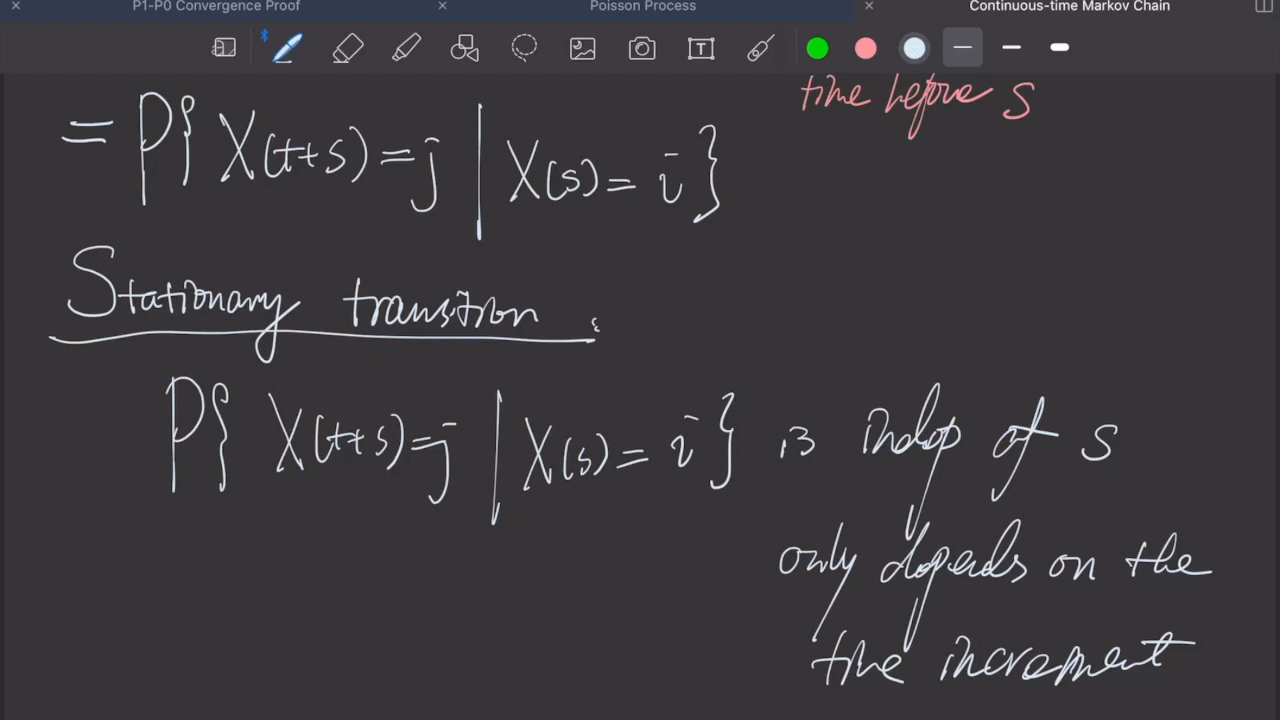 P1-P0 Convergence Proof
Poisson Process
Continuous-time Markov Chain
time before s
= P{ X(t+s) = j | X(s) = i }
Stationary transition :
P{ X(t+s) = j | X(s) = i } is indep of s
only depends on the
time increment